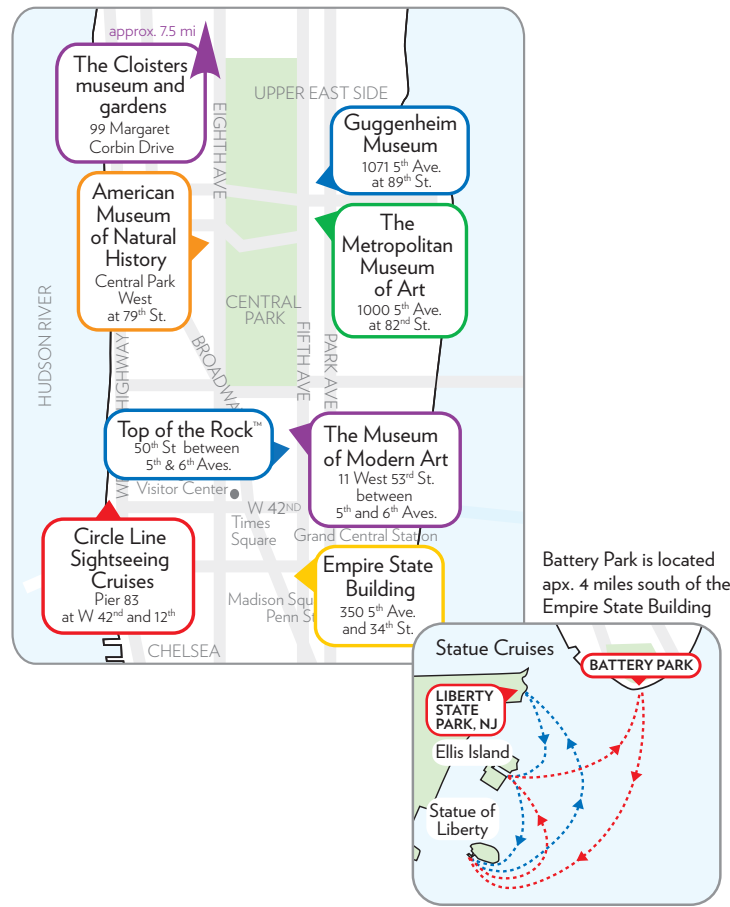 approx. 7.5 mi
The Cloisters
museum and
gardens
99 Margaret
Corbin Drive
UPPER EAST SIDE
EIGHTH AVE
Guggenheim
Museum
1071 5th Ave.
at 89th St.
American
Museum
of Natural
History
Central Park
West
at 79th St.
The
Metropolitan
Museum
of Art
1000 5th Ave.
at 82nd St.
HUDSON RIVER
CENTRAL
PARK
FIFTH AVE
PARK AVE
BROADWA
HIGHWAY
Top of the Rock™
50th St between
5th & 6th Aves.
The Museum
of Modern Art
11 West 53rd St.
between
5th and 6th Aves.
Visitor Center
W 42ND
Times
Square
Grand Central Station
Circle Line
Sightseeing
Cruises
Pier 83
at W 42nd and 12th
Empire State
Building
350 5th Ave.
and 34th St.
Madison Squ
Penn St
CHELSEA
Battery Park is located
apx. 4 miles south of the
Empire State Building
Statue Cruises
BATTERY PARK
LIBERTY
STATE
PARK, NJ
Ellis Island
Statue of
Liberty